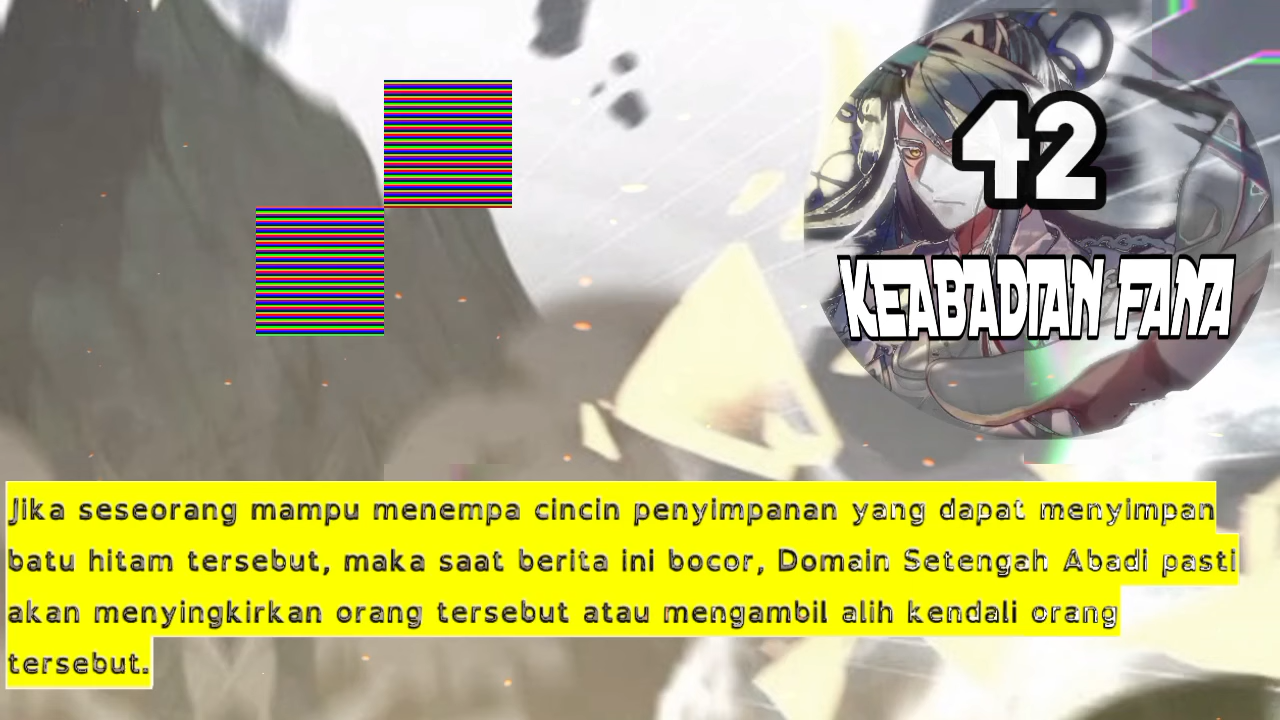 42
KEABADIAN FANA
Jika seseorang mampu menempa cincin penyimpanan yang dapat menyimpan
batu hitam tersebut, maka saat berita ini bocor, Domain Setengah Abadi pasti
akan menyingkirkan orang tersebut atau mengambil alih kendali orang
tersebut.